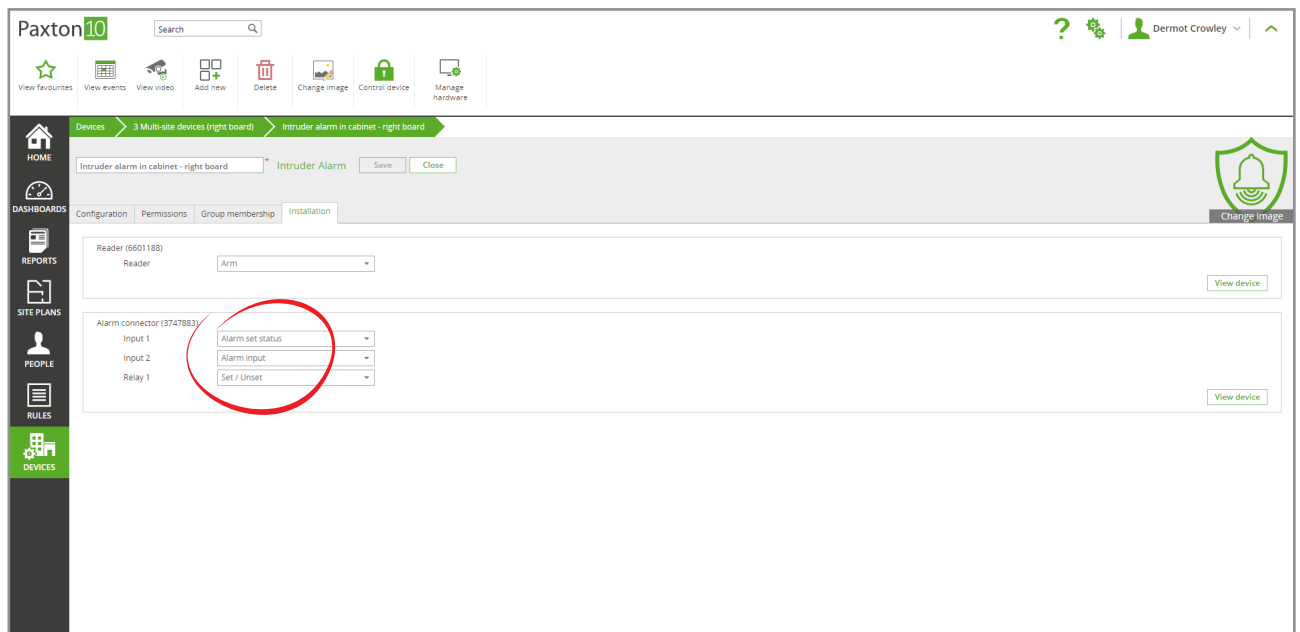 Paxton 10
Search
Dermot Crowley
View favourites
View events
View video
Add new
Delete
Change image
Control device
Manage
hardware
Devices
3 Multi-site devices (right board)
Intruder alarm in cabinet - right board
HOME
Intruder alarm in cabinet - right board * Intruder Alarm
Save
Close
DASHBOARDS
Configuration
Permissions
Group membership
Installation
Change image
REPORTS
Reader (6601188)
Reader
Arm
View device
SITE PLANS
Alarm connector (3747883)
Input 1
Alarm set status
Input 2
Alarm input
Relay 1
Set / Unset
View device
PEOPLE
RULES
DEVICES